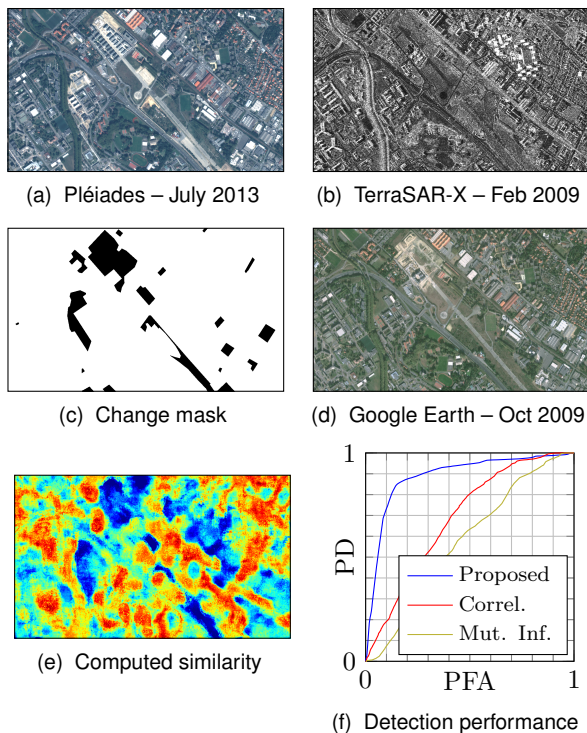 (a) Pléiades – July 2013
(b) TerraSAR-X – Feb 2009
(c) Change mask
(d) Google Earth – Oct 2009
(e) Computed similarity
1
PD
0
Proposed
Correl.
Mut. Inf.
0
PFA
1
(f) Detection performance